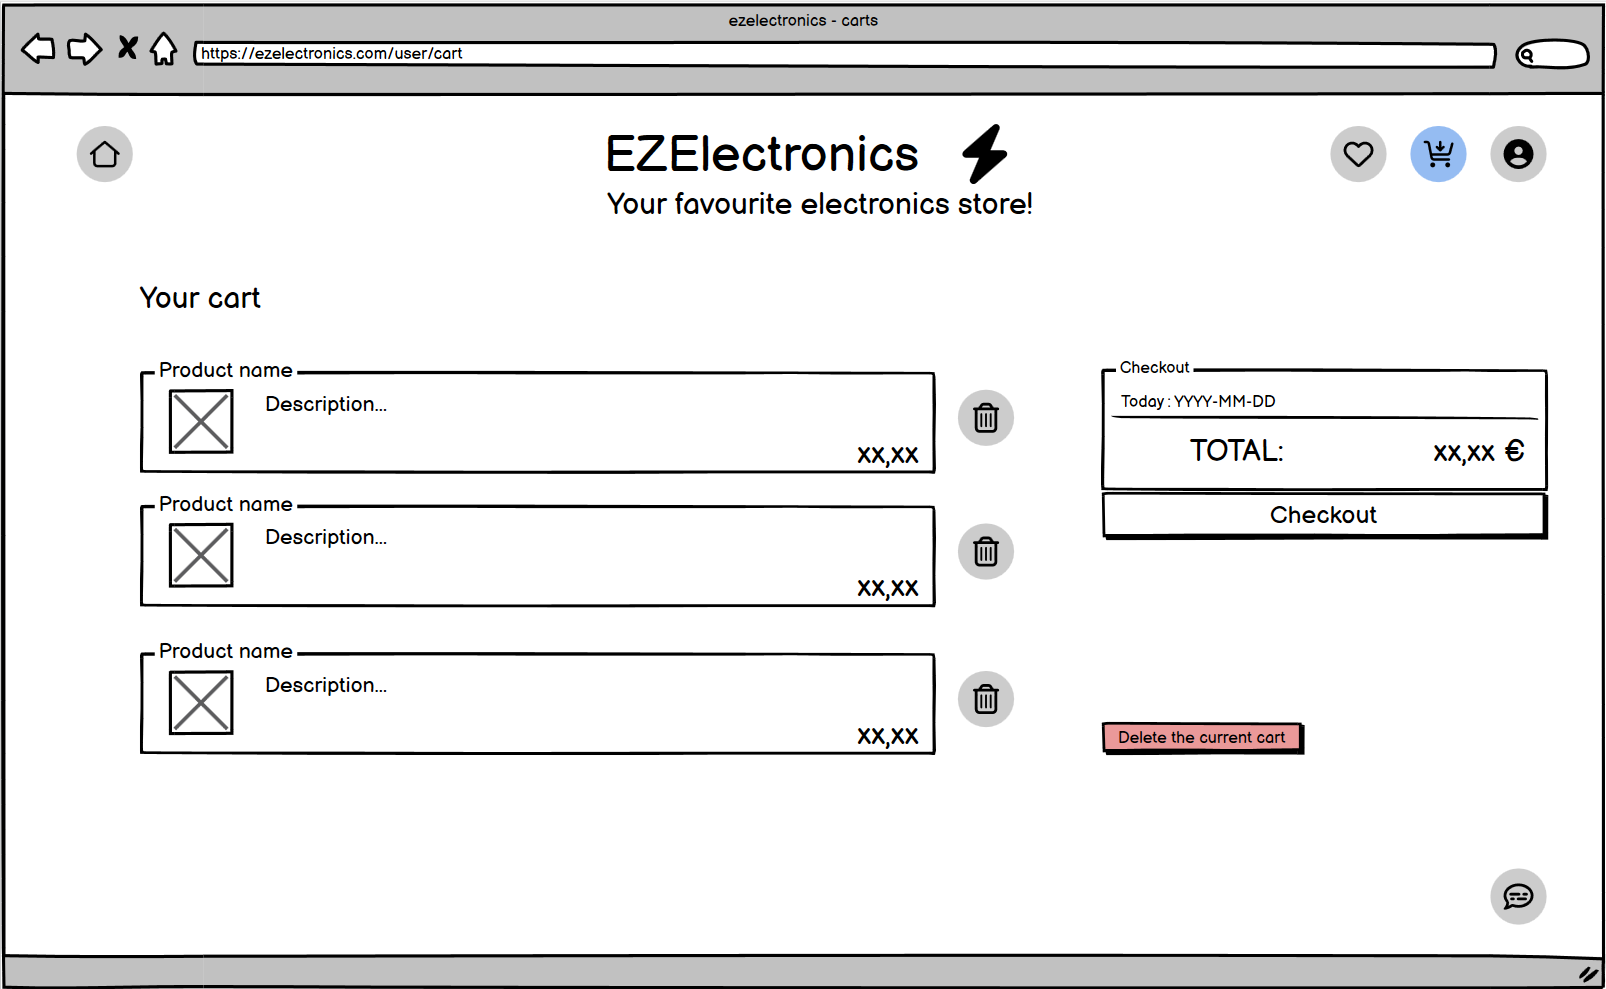 ezelectronics - carts
https://ezelectronics.com/user/cart
EZElectronics
Your favourite electronics store!
Your cart
Product name
Description...
xx,xx
Product name
Description...
xx,xx
Product name
Description...
xx,xx
Checkout
Today : YYYY-MM-DD
TOTAL: xx,xx €
Checkout
Delete the current cart